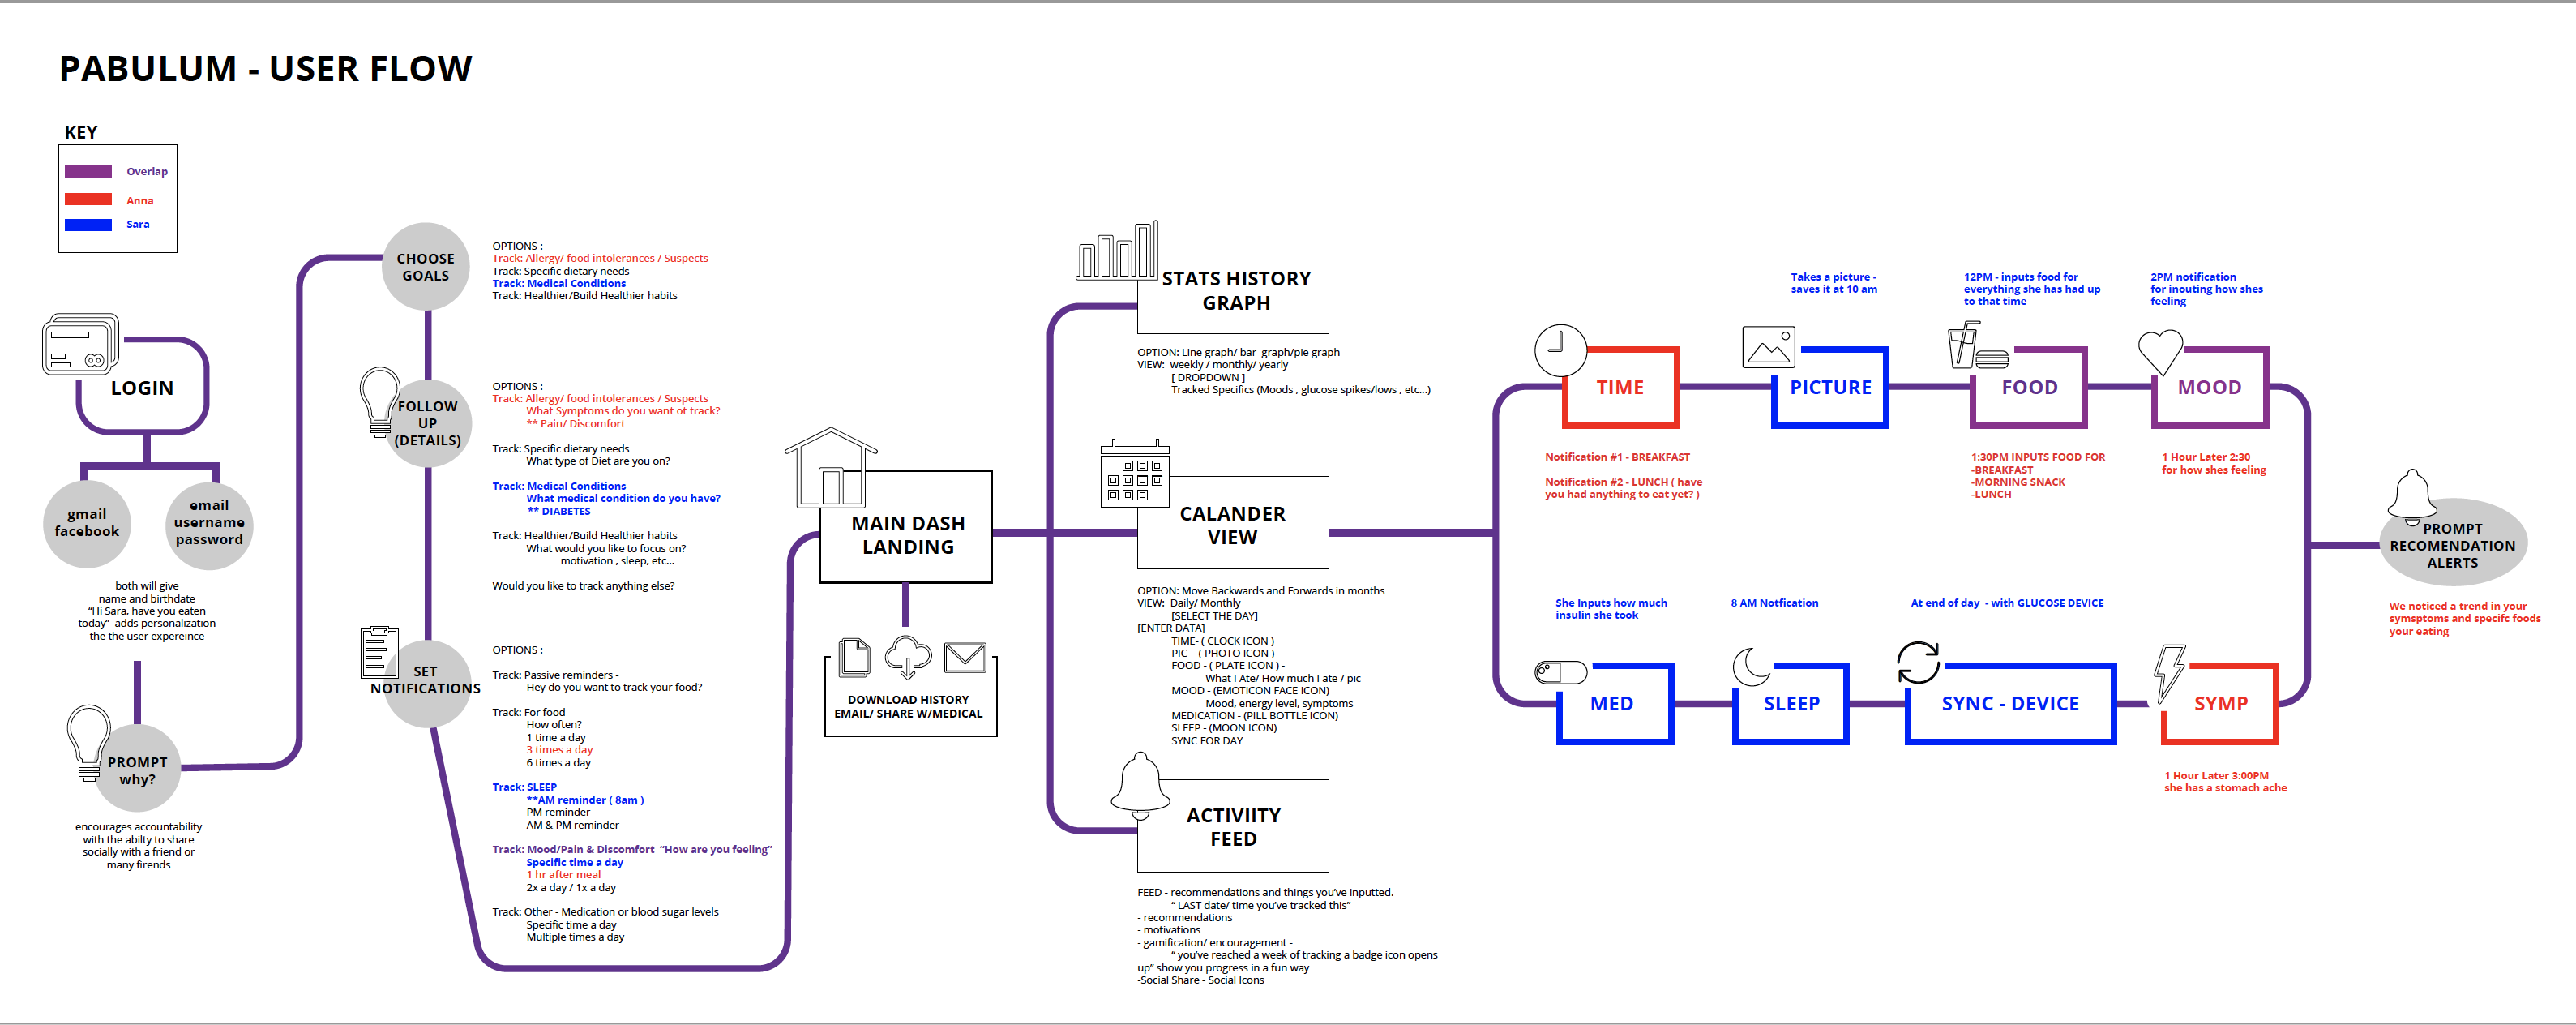 PABULUM - USER FLOW
KEY
Overlap
Anna
Sara
LOGIN
gmail
facebook
email
username
password
both will give
name and birthdate
“Hi Sara, have you eaten
today” adds personalization
the the user expereince
PROMPT
why?
encourages accountability
with the abilty to share
socially with a friend or
many firends
CHOOSE
GOALS
OPTIONS :
Track: Allergy/ food intolerances / Suspects
Track: Specific dietary needs
Track: Medical Conditions
Track: Healthier/Build Healthier habits
FOLLOW
UP
(DETAILS)
OPTIONS :
Track: Allergy/ food intolerances / Suspects
What Symptoms do you want ot track?
** Pain/ Discomfort
Track: Specific dietary needs
What type of Diet are you on?
Track: Medical Conditions
What medical condition do you have?
** DIABETES
Track: Healthier/Build Healthier habits
What would you like to focus on?
motivation , sleep, etc...
Would you like to track anything else?
SET
NOTIFICATIONS
OPTIONS :
Track: Passive reminders -
Hey do you want to track your food?
Track: For food
How often?
1 time a day
3 times a day
6 times a day
Track: SLEEP
**AM reminder ( 8am )
PM reminder
AM & PM reminder
Track: Mood/Pain & Discomfort “How are you feeling”
Specific time a day
1 hr after meal
2x a day / 1x a day
Track: Other - Medication or blood sugar levels
Specific time a day
Multiple times a day
MAIN DASH
LANDING
DOWNLOAD HISTORY
EMAIL/ SHARE W/MEDICAL
STATS HISTORY
GRAPH
OPTION: Line graph/ bar graph/pie graph
VIEW: weekly / monthly/ yearly
[ DROPDOWN ]
Tracked Specifics (Moods , glucose spikes/lows , etc...)
CALANDER
VIEW
OPTION: Move Backwards and Forwards in months
VIEW: Daily/ Monthly
[SELECT THE DAY]
[ENTER DATA]
TIME- ( CLOCK ICON )
PIC - ( PHOTO ICON )
FOOD - ( PLATE ICON ) -
What I Ate/ How much I ate / pic
MOOD - (EMOTICON FACE ICON)
Mood, energy level, symptoms
MEDICATION - (PILL BOTTLE ICON)
SLEEP - (MOON ICON)
SYNC FOR DAY
ACTIVIITY
FEED
FEED - recommendations and things you’ve inputted.
“ LAST date/ time you’ve tracked this”
- recommendations
- motivations
- gamification/ encouragement -
“ you’ve reached a week of tracking a badge icon opens
up” show you progress in a fun way
-Social Share - Social Icons
TIME
Notification #1 - BREAKFAST
Notification #2 - LUNCH ( have
you had anything to eat yet? )
Takes a picture -
saves it at 10 am
PICTURE
12PM - inputs food for
everything she has had up
to that time
FOOD
1:30PM INPUTS FOOD FOR
-BREAKFAST
-MORNING SNACK
-LUNCH
2PM notification
for inouting how shes
feeling
MOOD
1 Hour Later 2:30
for how shes feeling
She Inputs how much
insulin she took
MED
8 AM Notfication
SLEEP
At end of day - with GLUCOSE DEVICE
SYNC - DEVICE
SYMP
1 Hour Later 3:00PM
she has a stomach ache
PROMPT
RECOMENDATION
ALERTS
We noticed a trend in your
symsptoms and specifc foods
your eating